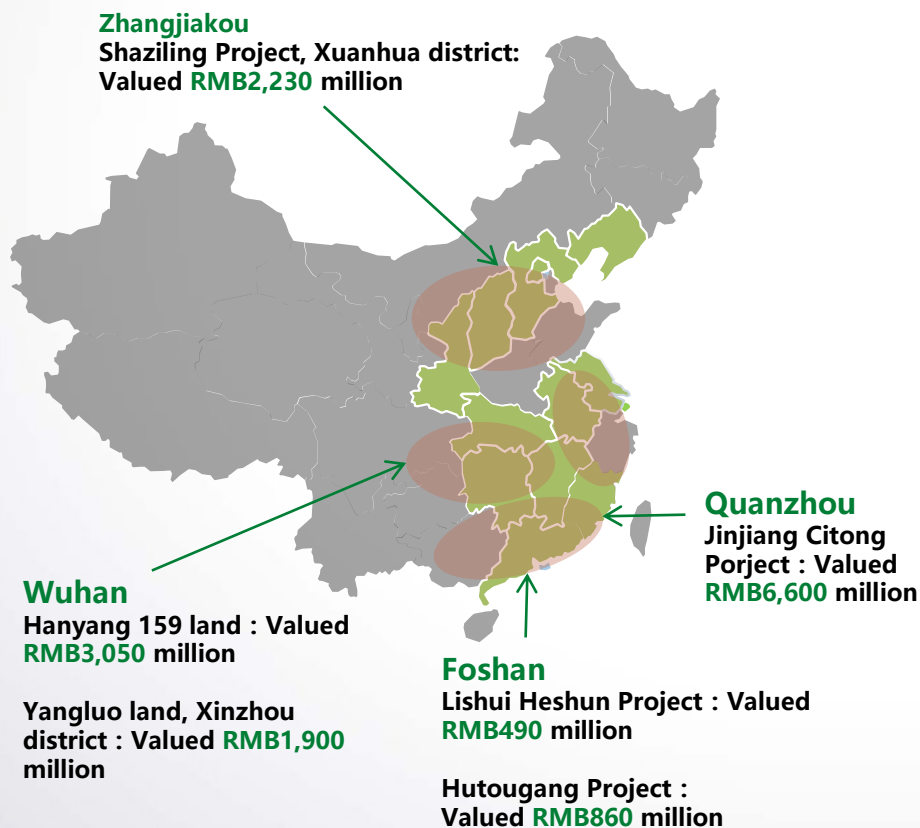 Zhangjiakou
Shaziling Project, Xuanhua district:
Valued RMB2,230 million
Quanzhou
Jinjiang Citong
Porject : Valued
RMB6,600 million
Wuhan
Hanyang 159 land : Valued
RMB3,050 million
Yangluo land, Xinzhou
district : Valued RMB1,900
million
Foshan
Lishui Heshun Project : Valued
RMB490 million
Hutougang Project :
Valued RMB860 million